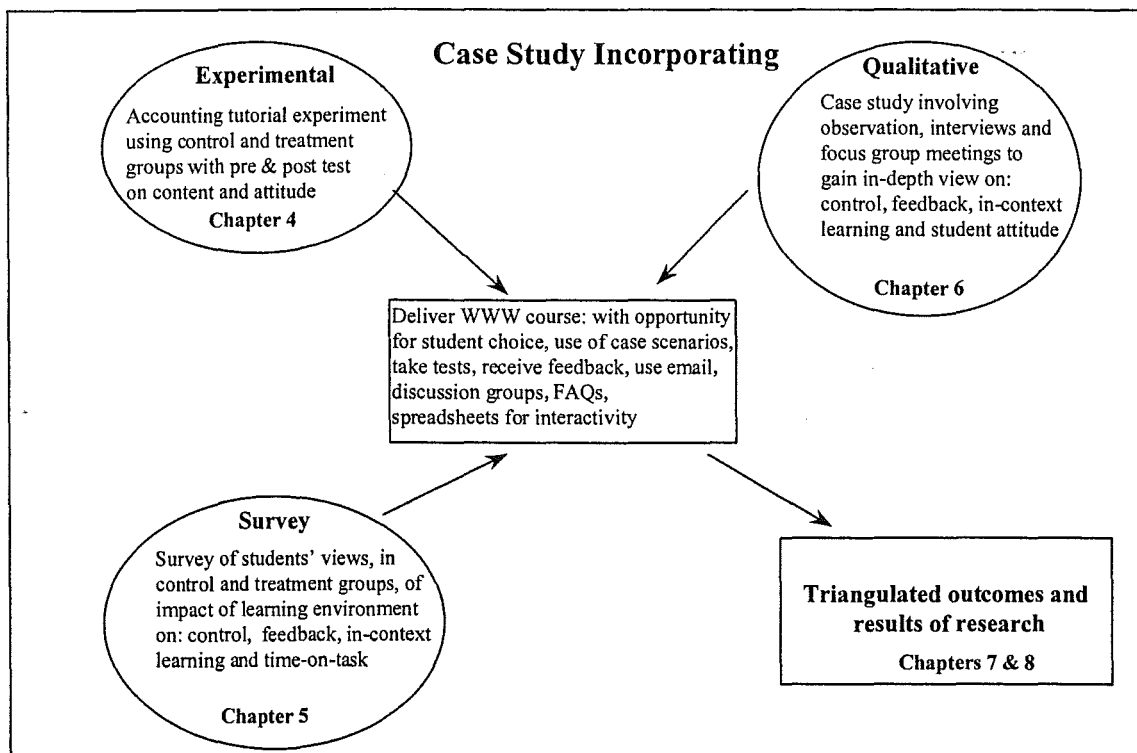 Case Study Incorporating
Experimental
Accounting tutorial experiment
using control and treatment
groups with pre & post test
on content and attitude
Chapter 4
Qualitative
Case study involving
observation, interviews and
focus group meetings to
gain in-depth view on:
control, feedback, in-context
learning and student attitude
Chapter 6
Deliver WWW course: with opportunity
for student choice, use of case scenarios,
take tests, receive feedback, use email,
discussion groups, FAQs,
spreadsheets for interactivity
Survey
Survey of students’ views, in
control and treatment groups, of
impact of learning environment
on: control, feedback, in-context
learning and time-on-task
Chapter 5
Triangulated outcomes and
results of research
Chapters 7 & 8